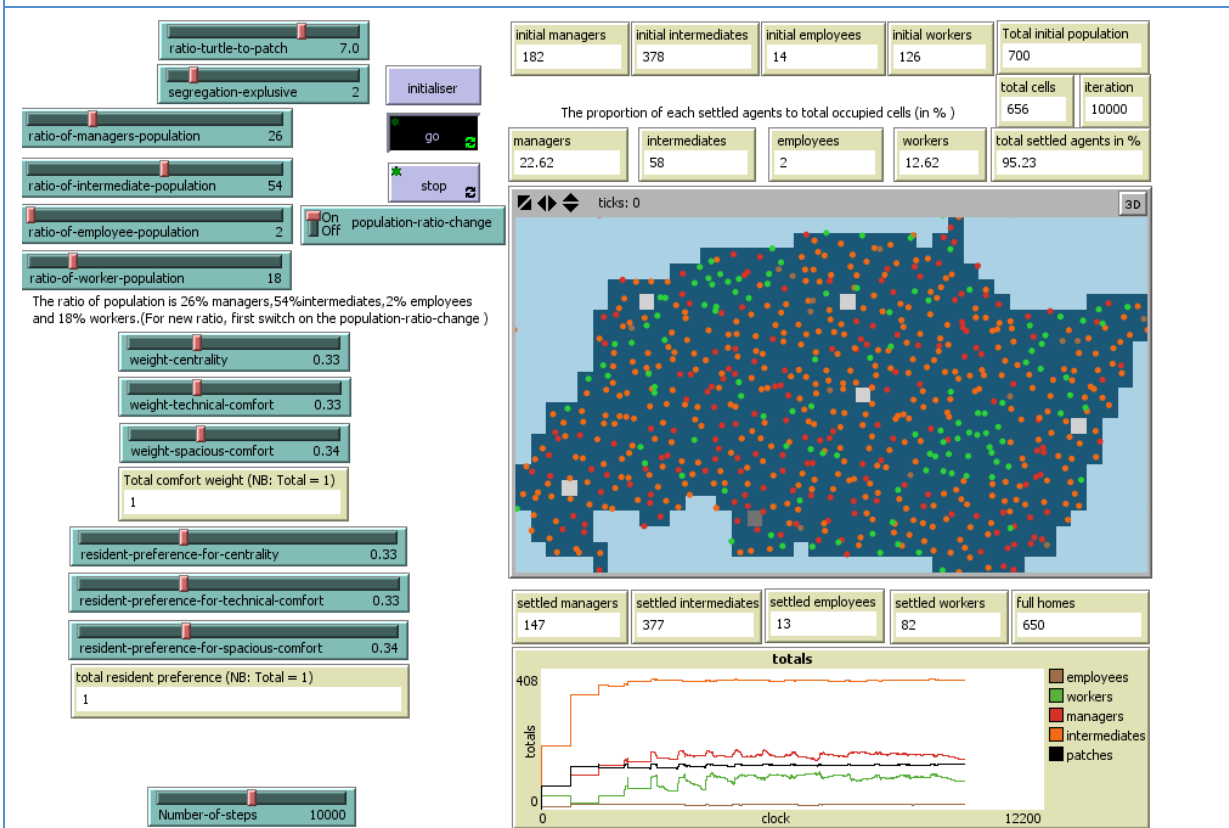 ratio-turtle-to-patch 7.0
segregation-explusive 2
initialiser
ratio-of-managers-population 26
go
ratio-of-intermediate-population 54
stop
ratio-of-employee-population 2
On
Off
population-ratio-change
ratio-of-worker-population 18
The ratio of population is 26% managers,54%intermediates,2% employees
and 18% workers.(For new ratio, first switch on the population-ratio-change )
weight-centrality 0.33
weight-technical-comfort 0.33
weight-spacious-comfort 0.34
Total comfort weight (NB: Total = 1)
1
resident-preference-for-centrality 0.33
resident-preference-for-technical-comfort 0.33
resident-preference-for-spacious-comfort 0.34
total resident preference (NB: Total = 1)
1
Number-of-steps 10000
initial managers initial intermediates initial employees initial workers Total initial population
182 378 14 126 700
total cells iteration
656 10000
The proportion of each settled agents to total occupied cells (in % )
managers intermediates employees workers total settled agents in %
22.62 58 2 12.62 95.23
ticks: 0 3D
settled managers settled intermediates settled employees settled workers full homes
147 377 13 82 650
totals
408
totals
0
0 clock 12200
employees
workers
managers
intermediates
patches